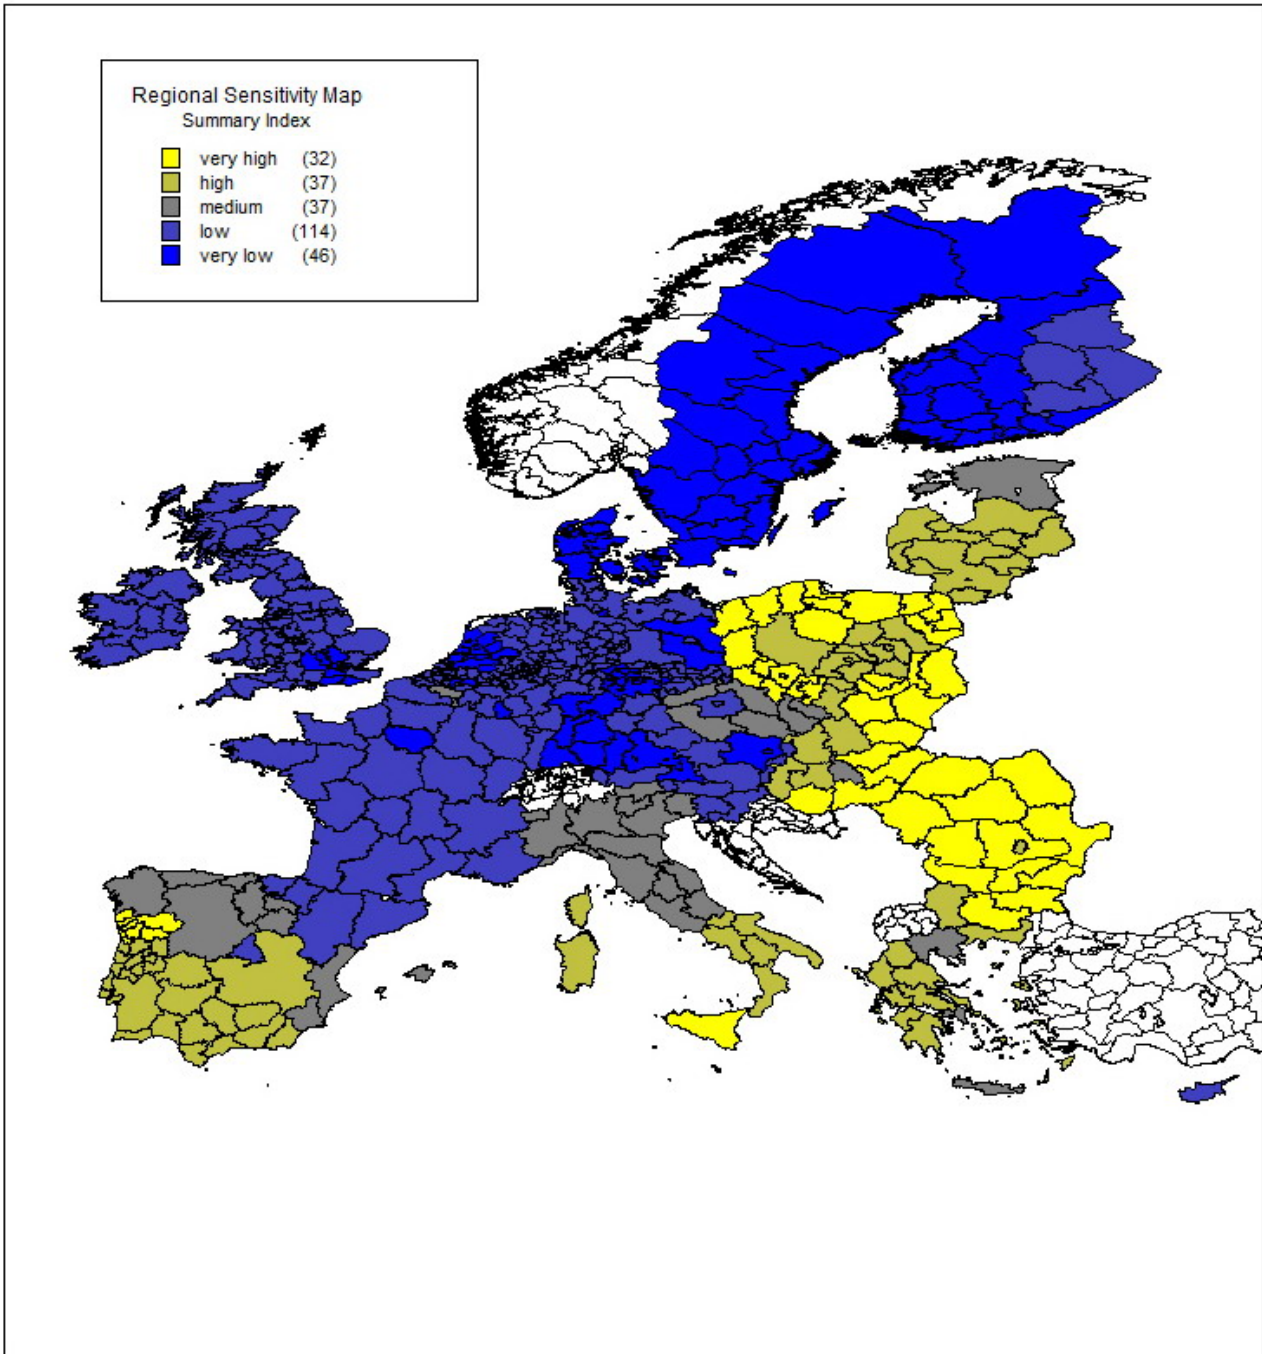 Regional Sensitivity Map
Summary Index
very high (32)
high (37)
medium (37)
low (114)
very low (46)